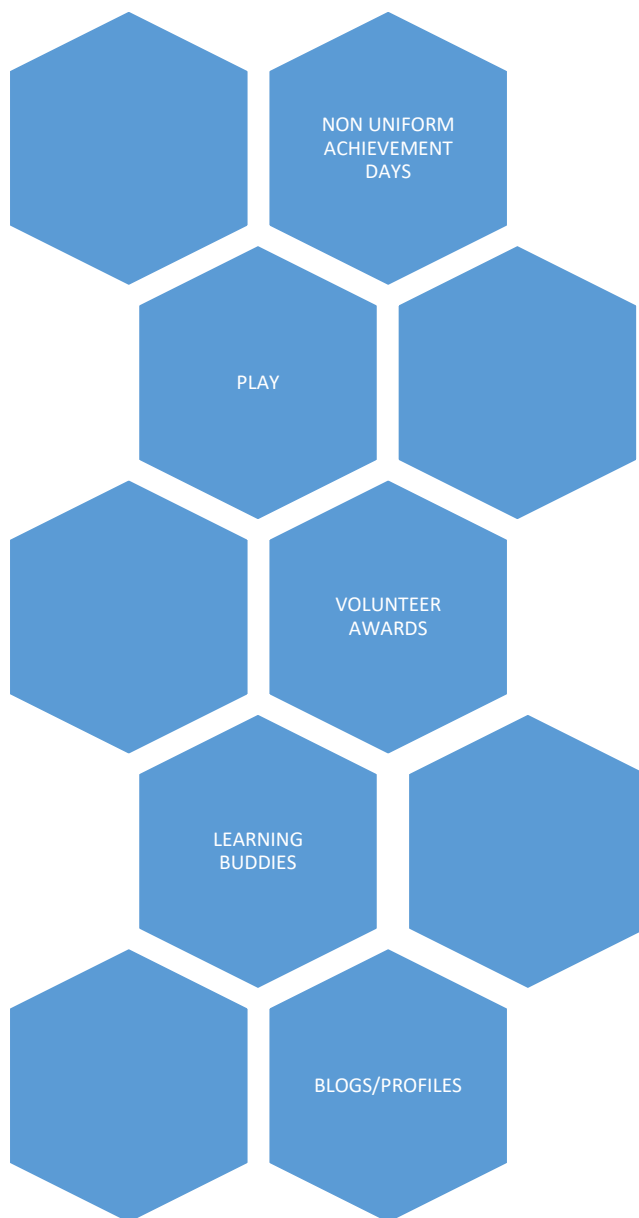 NON UNIFORM
ACHIEVEMENT
DAYS
PLAY
VOLUNTEER
AWARDS
LEARNING
BUDDIES
BLOGS/PROFILES